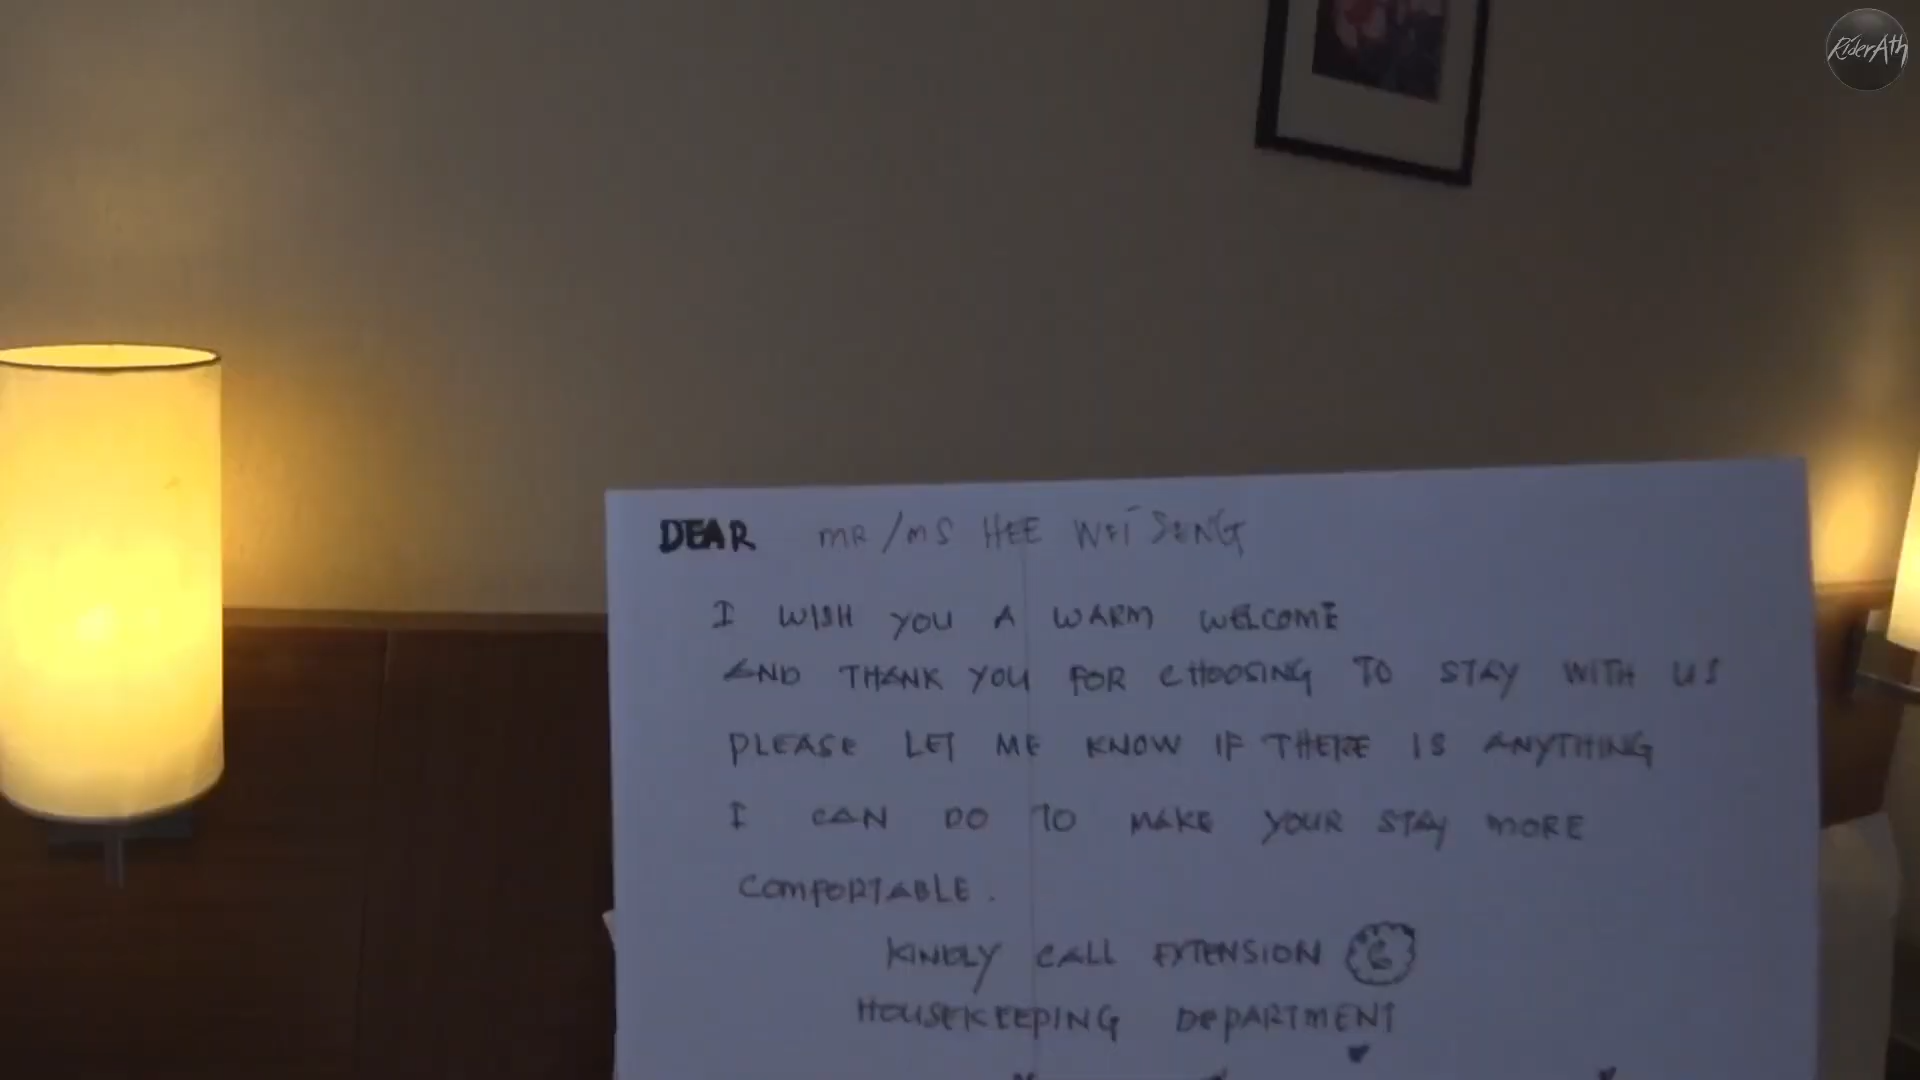 RiderAth
DEAR MR/MS HEE WEI SENG
I WISH YOU A WARM WELCOME
AND THANK YOU FOR CHOOSING TO STAY WITH US
PLEASE LET ME KNOW IF THERE IS ANYTHING
I CAN DO TO MAKE YOUR STAY MORE
COMFORTABLE.
KINDLY CALL EXTENSION 6
HOUSEKEEPING DEPARTMENT